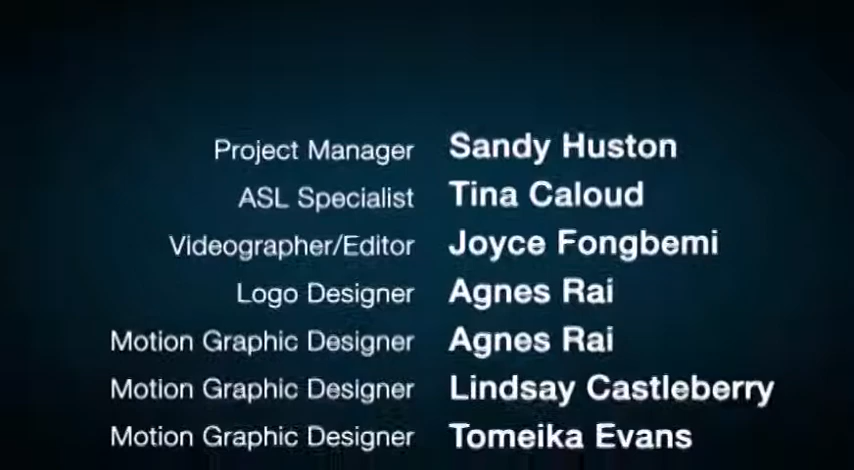 Project Manager Sandy Huston
ASL Specialist Tina Caloud
Videographer/Editor Joyce Fongbemi
Logo Designer Agnes Rai
Motion Graphic Designer Agnes Rai
Motion Graphic Designer Lindsay Castleberry
Motion Graphic Designer Tomeika Evans